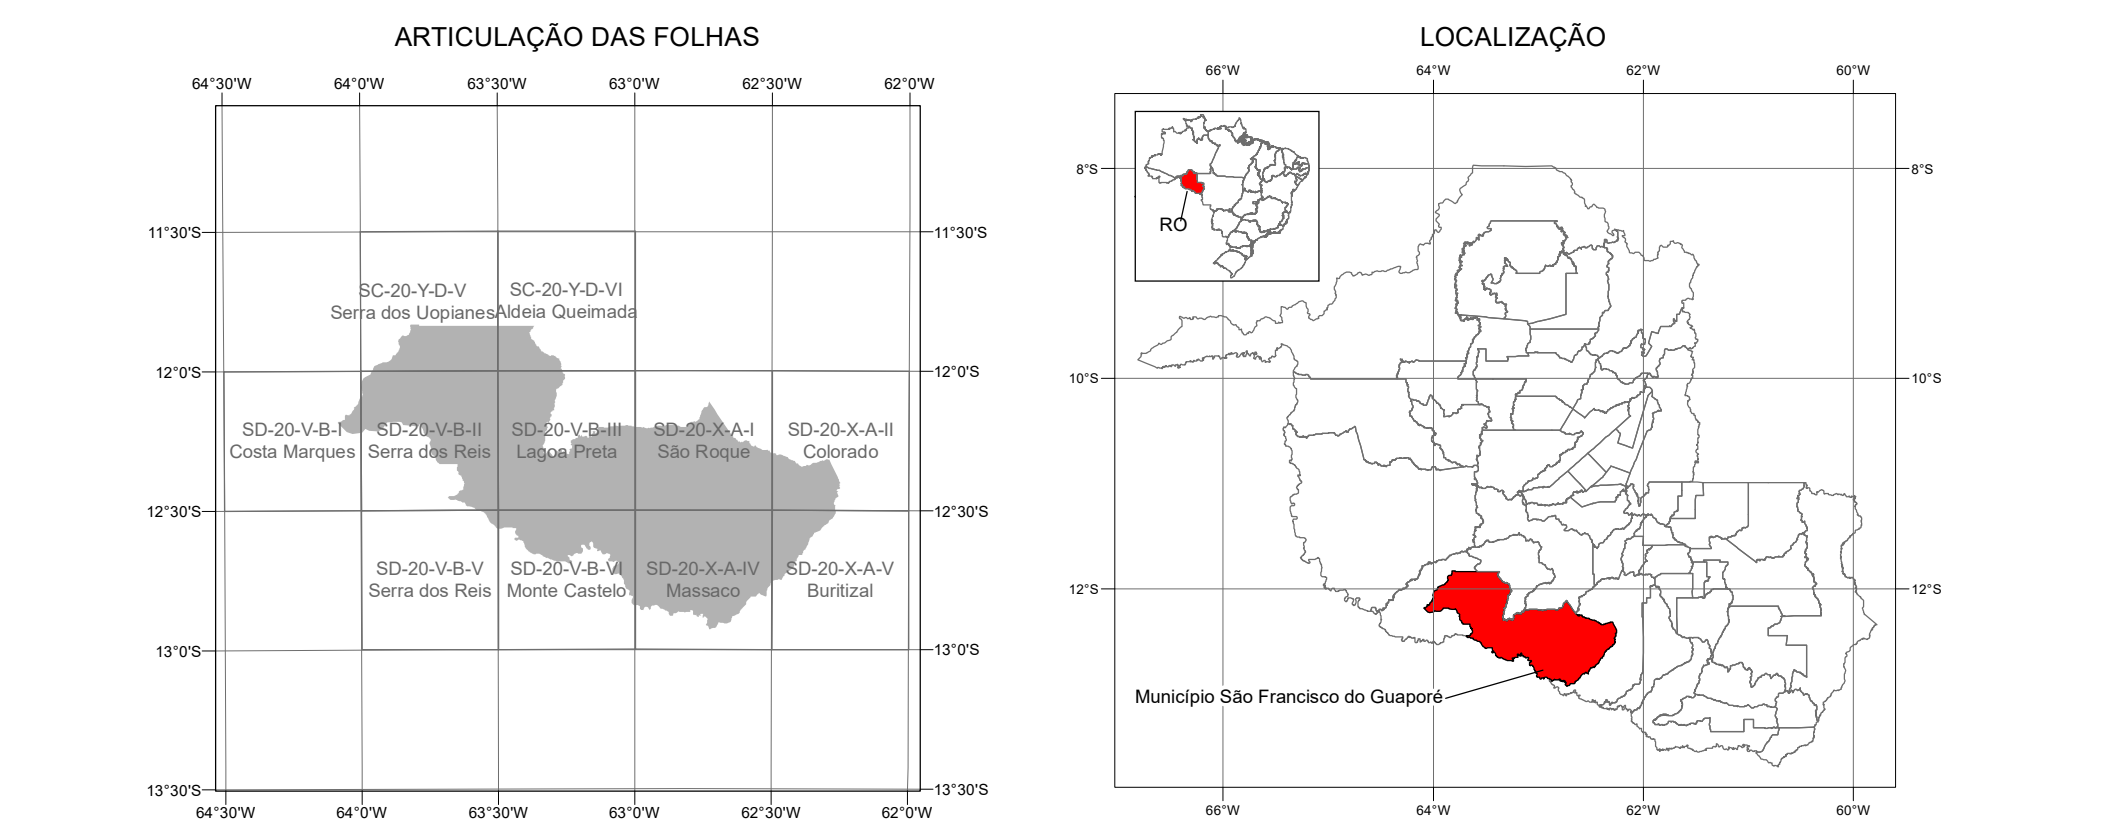 ARTICULAÇÃO DAS FOLHAS
64°30'W 64°0'W 63°30'W 63°0'W 62°30'W 62°0'W
11°30'S 11°30'S
SC-20-Y-D-V SC-20-Y-D-VI
Serra dos Uopianes Aldeia Queimada
12°0'S 12°0'S
SD-20-V-B-I SD-20-V-B-II SD-20-V-B-III SD-20-X-A-I SD-20-X-A-II
Costa Marques Serra dos Reis Lagoa Preta São Roque Colorado
12°30'S 12°30'S
SD-20-V-B-V SD-20-V-B-VI SD-20-X-A-IV SD-20-X-A-V
Serra dos Reis Monte Castelo Massaco Buritizal
13°0'S 13°0'S
13°30'S 13°30'S
64°30'W 64°0'W 63°30'W 63°0'W 62°30'W 62°0'W
LOCALIZAÇÃO
66°W 64°W 62°W 60°W
8°S 8°S
RO
10°S 10°S
12°S 12°S
Município São Francisco do Guaporé
66°W 64°W 62°W 60°W